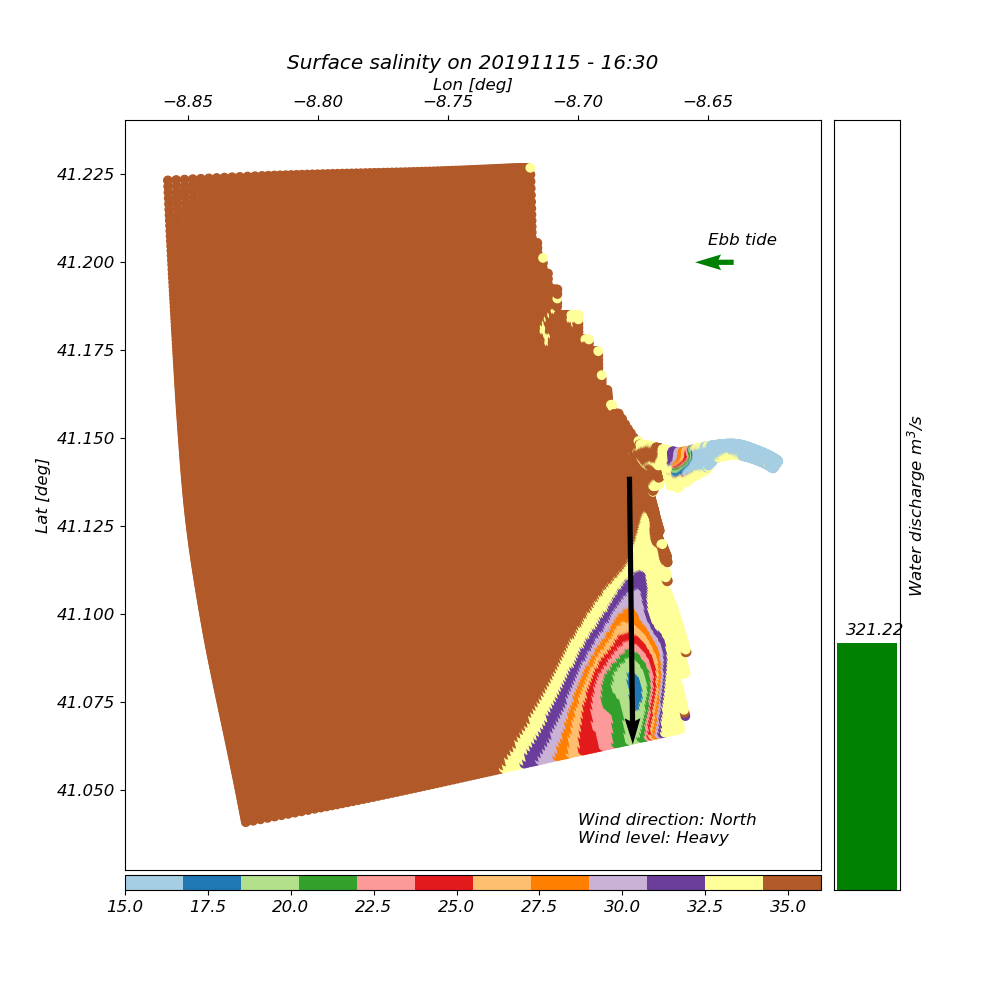 Surface salinity on 20191115 - 16:30
Lon [deg]
−8.85 −8.80 −8.75 −8.70 −8.65
41.225
41.200
41.175
41.150
41.125
41.100
41.075
41.050
Lat [deg]
Ebb tide
Wind direction: North
Wind level: Heavy
321.22
Water discharge m³/s
15.0 17.5 20.0 22.5 25.0 27.5 30.0 32.5 35.0